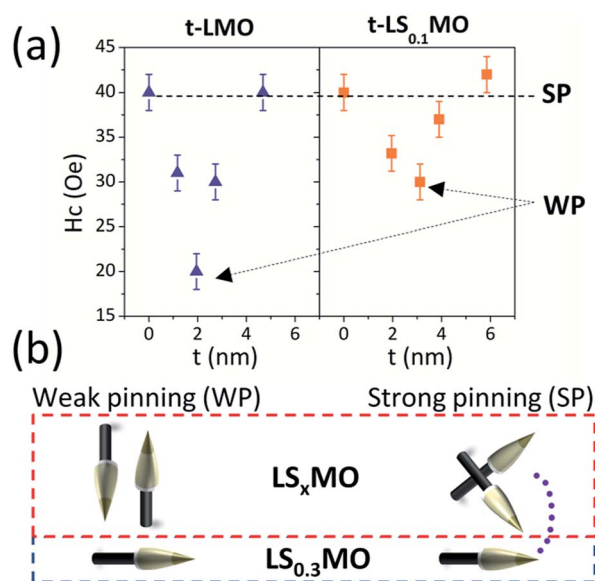 (a)
t-LMO
t-LS0.1MO
45
40
35
30
25
20
15
Hc (Oe)
SP
WP
0 2 4 6 0 2 4 6
t (nm) t (nm)
(b)
Weak pinning (WP) Strong pinning (SP)
LSxMO
LS0.3MO